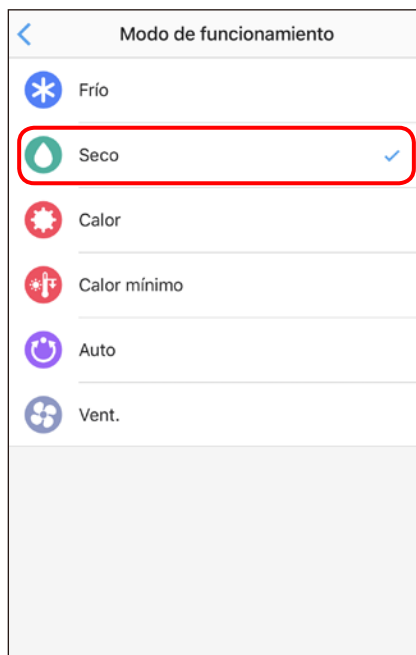 Modo de funcionamiento
Frío
Seco
Calor
Calor mínimo
Auto
Vent.